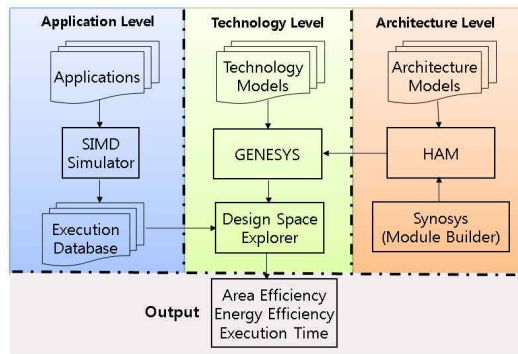 Application Level
Technology Level
Architecture Level
Applications
Technology
Models
Architecture
Models
SIMD
Simulator
GENESYS
HAM
Execution
Database
Design Space
Explorer
Synosys
(Module Builder)
Output
Area Efficiency
Energy Efficiency
Execution Time